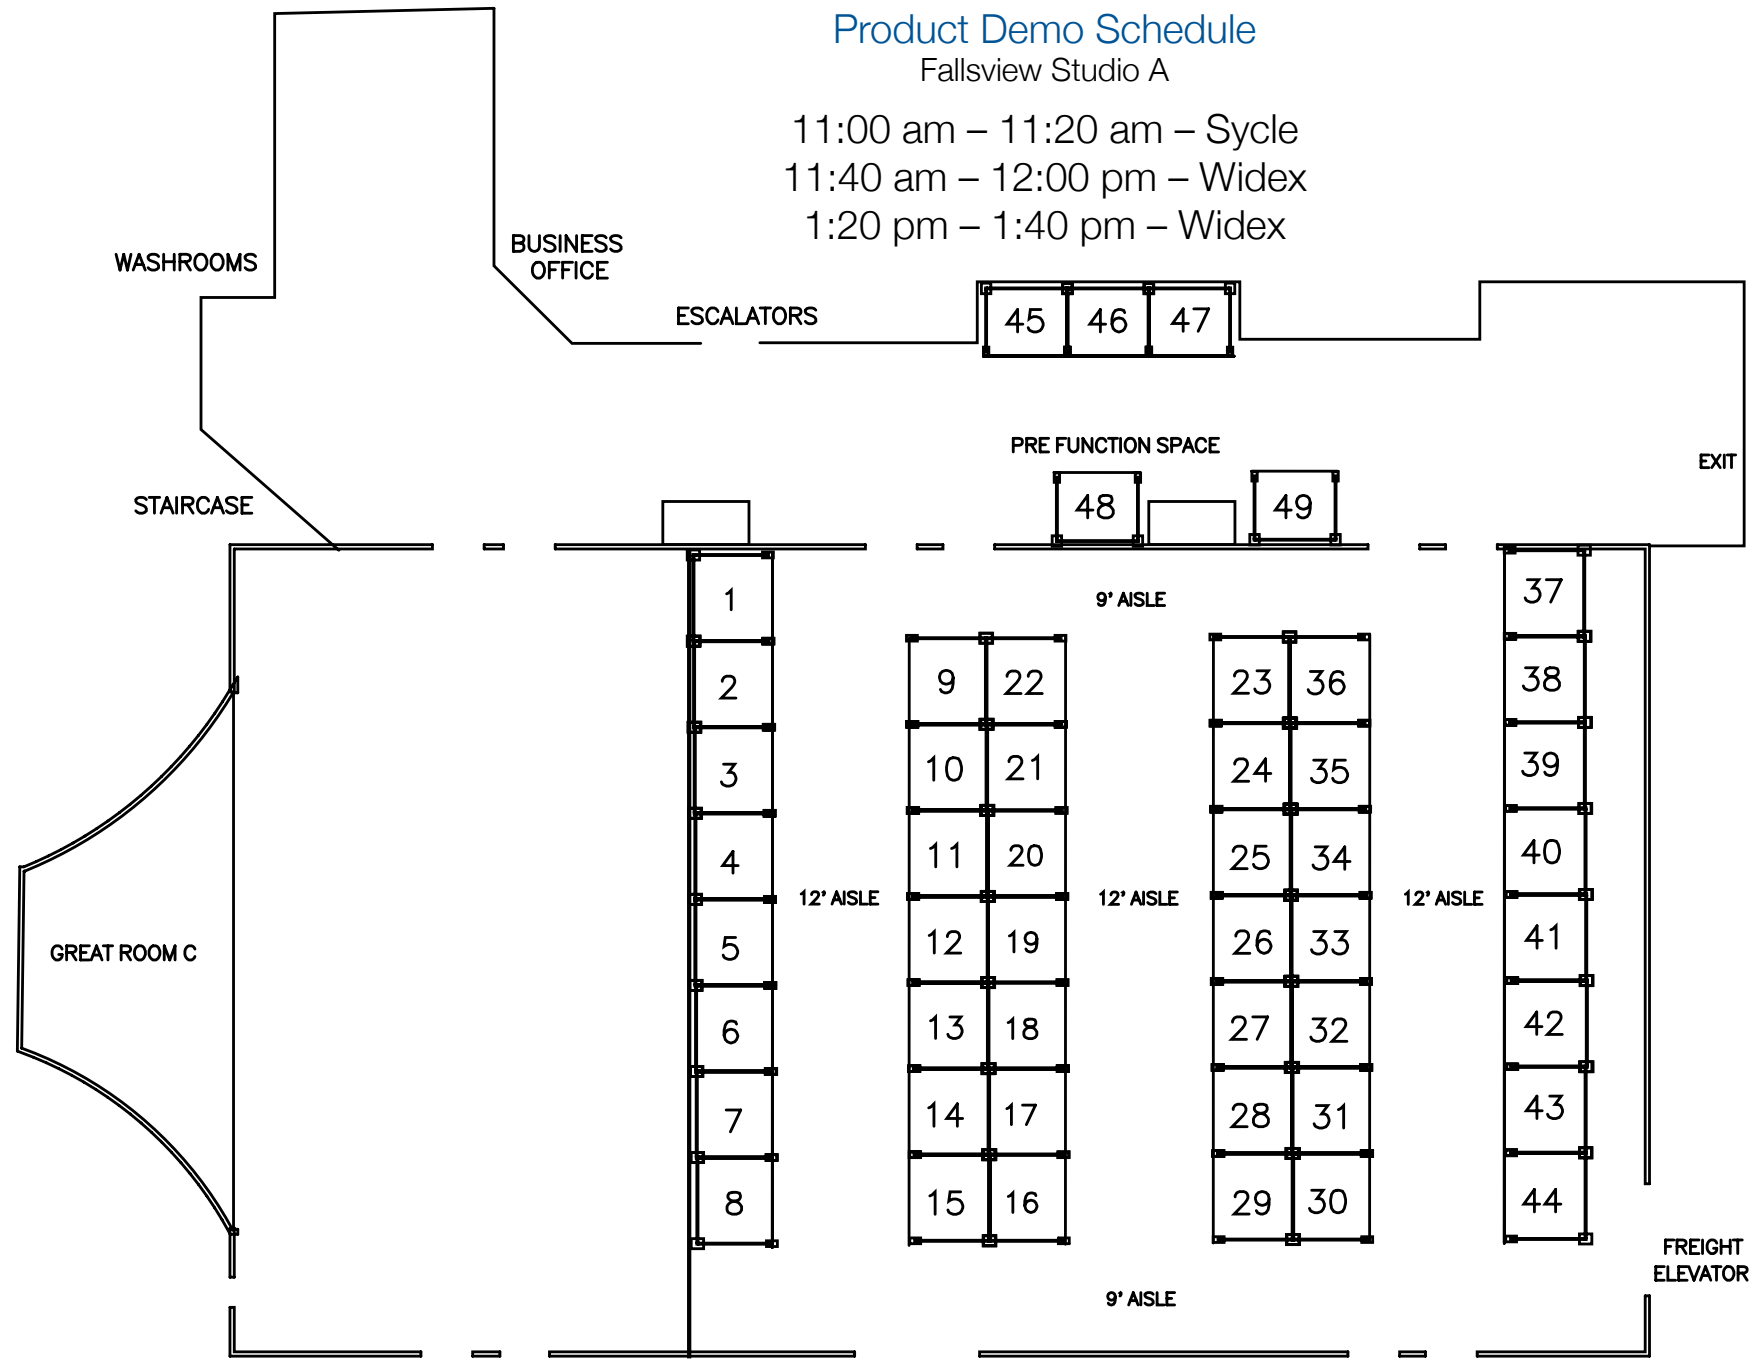 Product Demo Schedule
Fallsview Studio A
11:00 am – 11:20 am – Sycle
11:40 am – 12:00 pm – Widex
1:20 pm – 1:40 pm – Widex
WASHROOMS
BUSINESS
OFFICE
ESCALATORS
45 46 47
PRE FUNCTION SPACE
EXIT
STAIRCASE
48 49
1
2
3
4
5
6
7
8
9' AISLE
9 22
10 21
11 20
12 19
13 18
14 17
15 16
23 36
24 35
25 34
26 33
27 32
28 31
29 30
37
38
39
40
41
42
43
44
12' AISLE
12' AISLE
12' AISLE
GREAT ROOM C
FREIGHT
ELEVATOR
9' AISLE